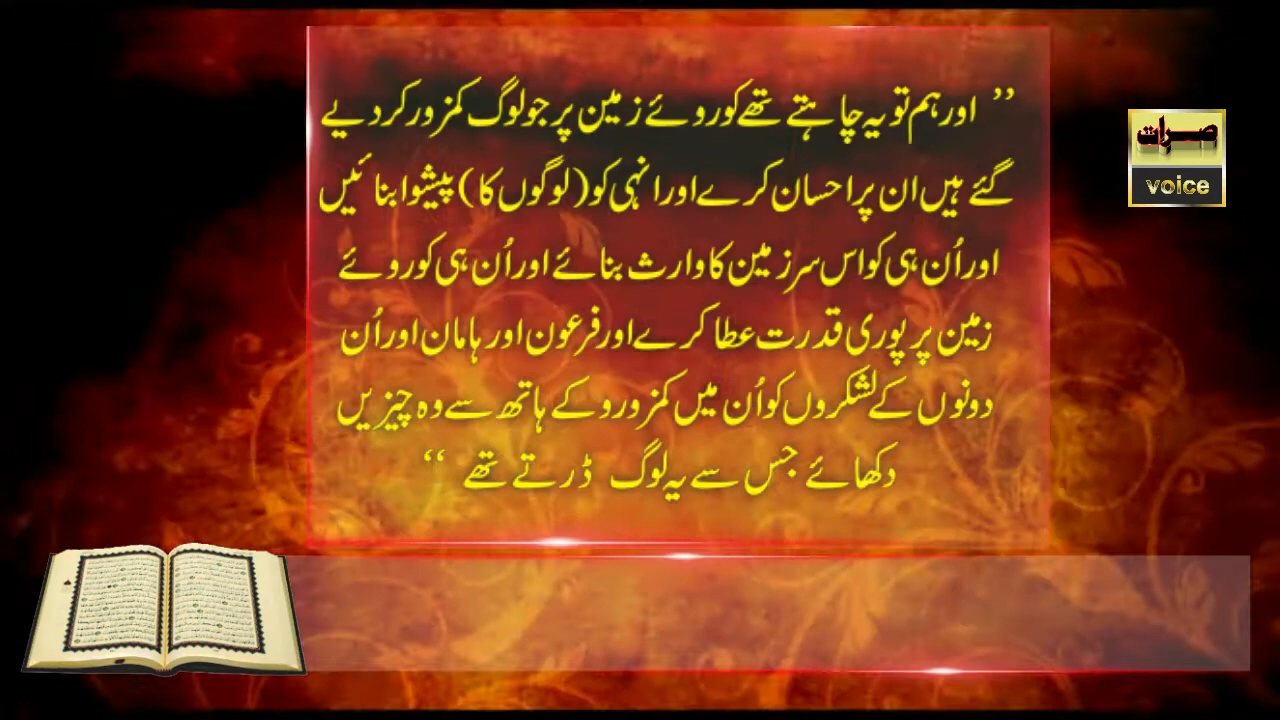 ” اور ہم تو یہ چاہتے تھے کو روئے زمین پر جو لوگ کمزور کر دیے
گئے ہیں ان پر احسان کرے اور انہی کو (لوگوں کا) پیشوا بنائیں
اور اُن ہی کو اس سرزمین کا وارث بنائے اور اُن ہی کو روئے
زمین پر پوری قدرت عطا کرے اور فرعون اور ہامان اور اُن
دونوں کے لشکروں کو اُن میں کمزورو کے ہاتھ سے وہ چیزیں
دکھائے جس سے یہ لوگ ڈرتے تھے “
صرات
voice